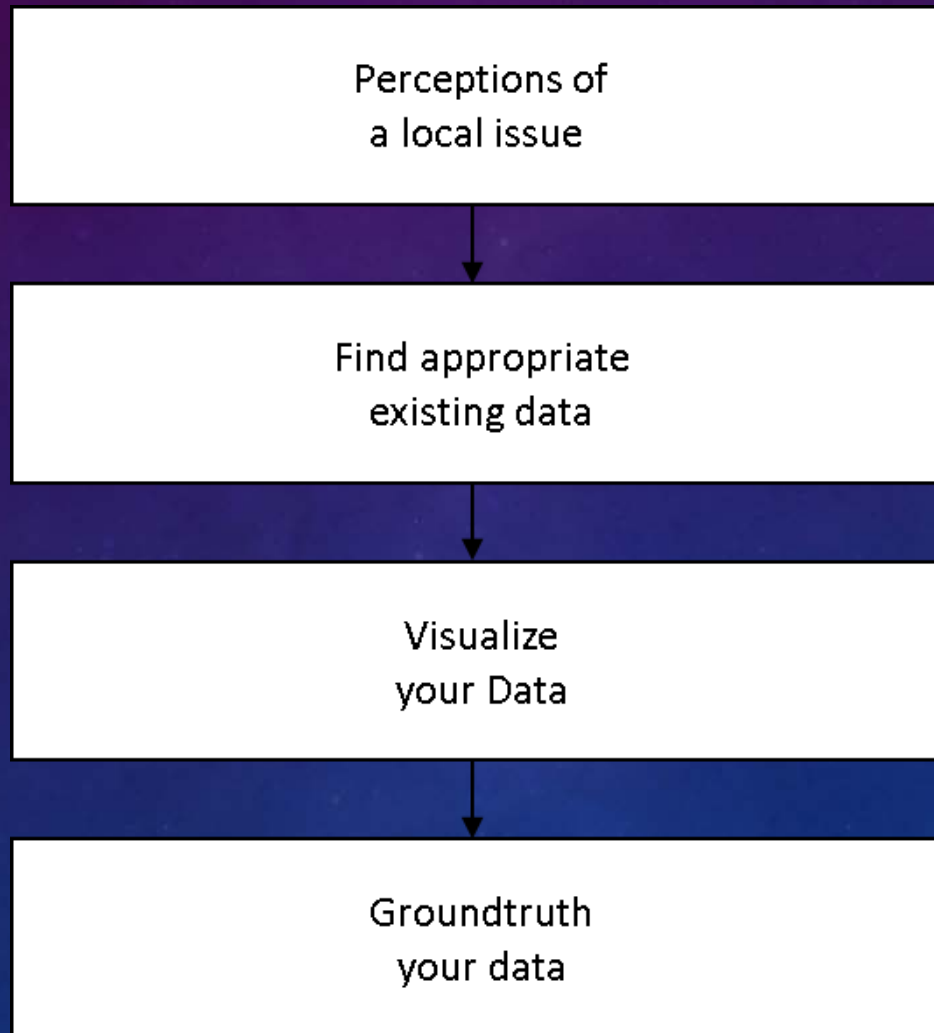 Perceptions of
a local issue
Find appropriate
existing data
Visualize
your Data
Groundtruth
your data